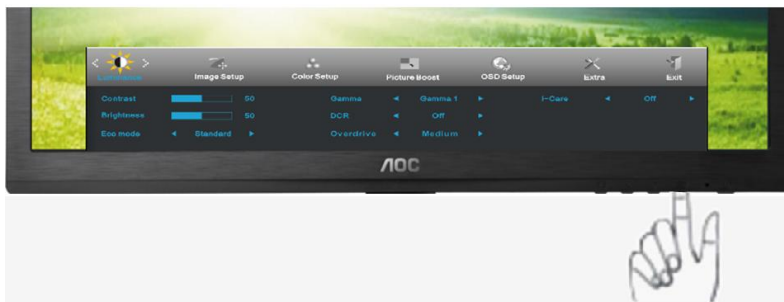 Luminance Image Setup Color Setup Picture Boost OSD Setup Extra Exit
Contrast 50 Gamma Gamma 1 I-Care Off
Brightness 50 DCR Off
Eco mode Standard Overdrive Medium
AOC